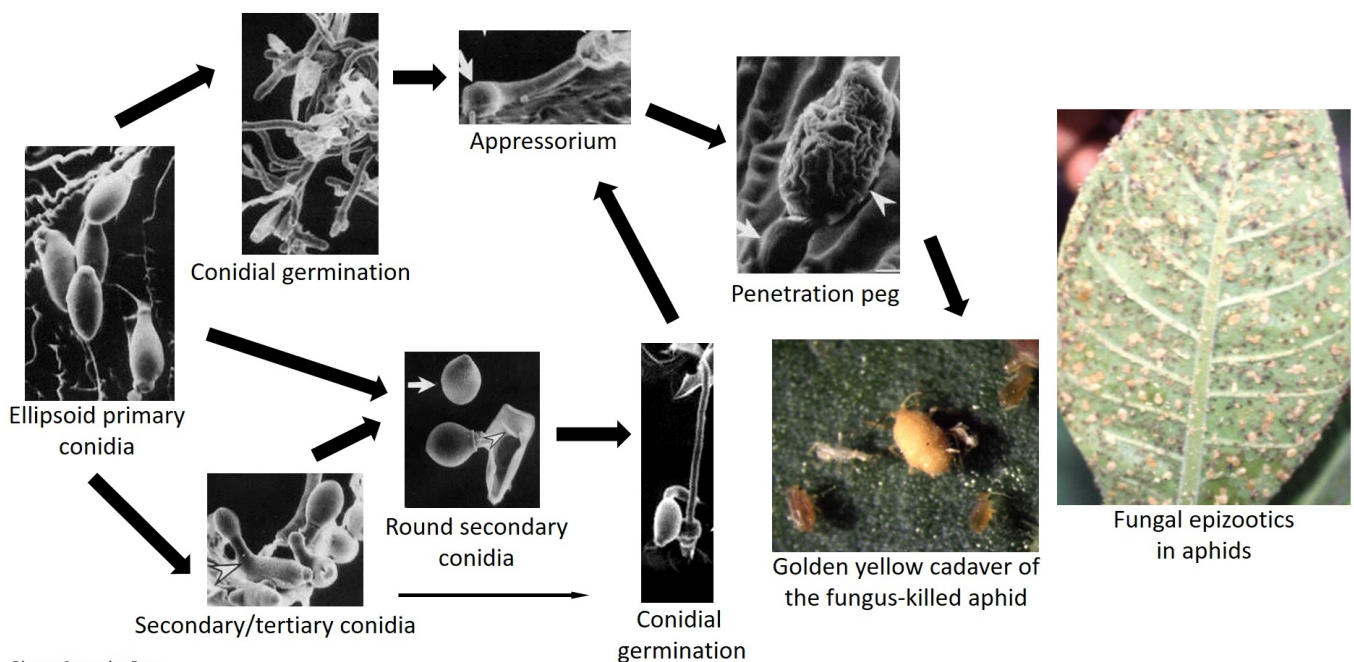 Conidial germination
Appressorium
Penetration peg
Ellipsoid primary
conidia
Round secondary
conidia
Secondary/tertiary conidia
Conidial
germination
Golden yellow cadaver of
the fungus-killed aphid
Fungal epizootics
in aphids